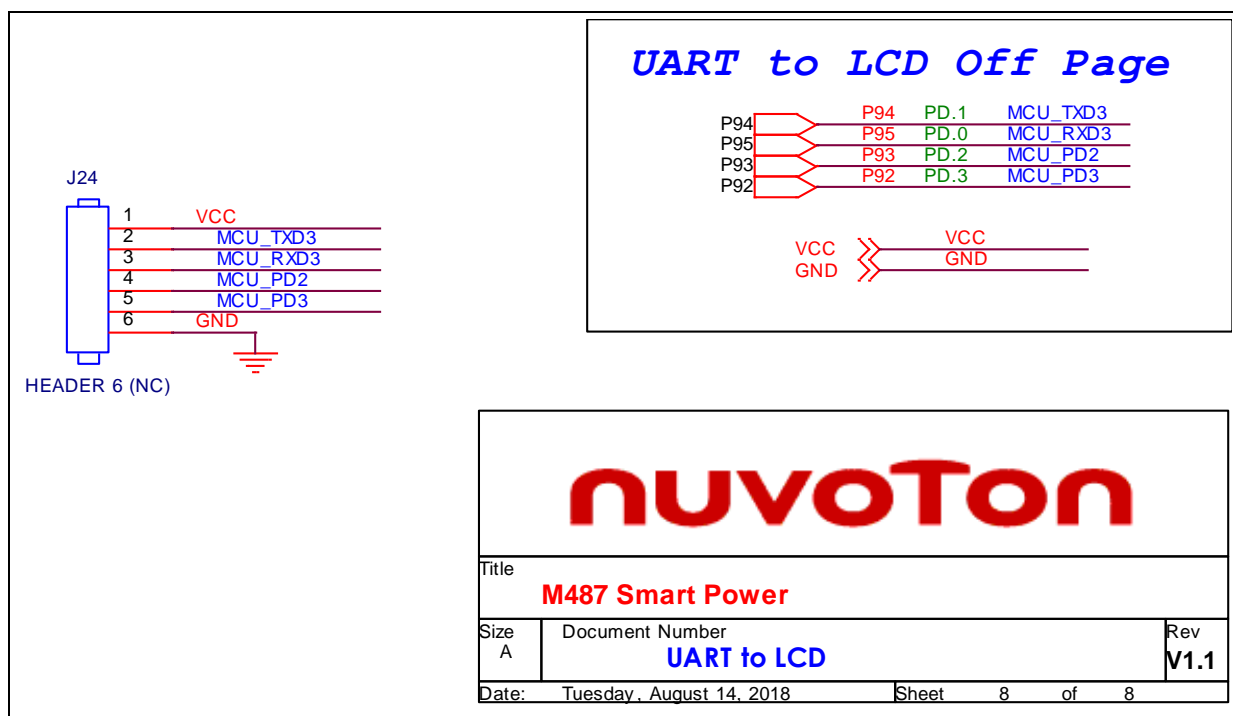 UART to LCD Off Page
P94 P94 PD.1 MCU_TXD3
P95 P95 PD.0 MCU_RXD3
P93 P93 PD.2 MCU_PD2
P92 P92 PD.3 MCU_PD3
VCC VCC
GND GND
J24
1 VCC
2 MCU_TXD3
3 MCU_RXD3
4 MCU_PD2
5 MCU_PD3
6 GND
HEADER 6 (NC)
nuvoTon
Title
M487 Smart Power
Size Document Number Rev
A UART to LCD V1.1
Date: Tuesday, August 14, 2018 Sheet 8 of 8